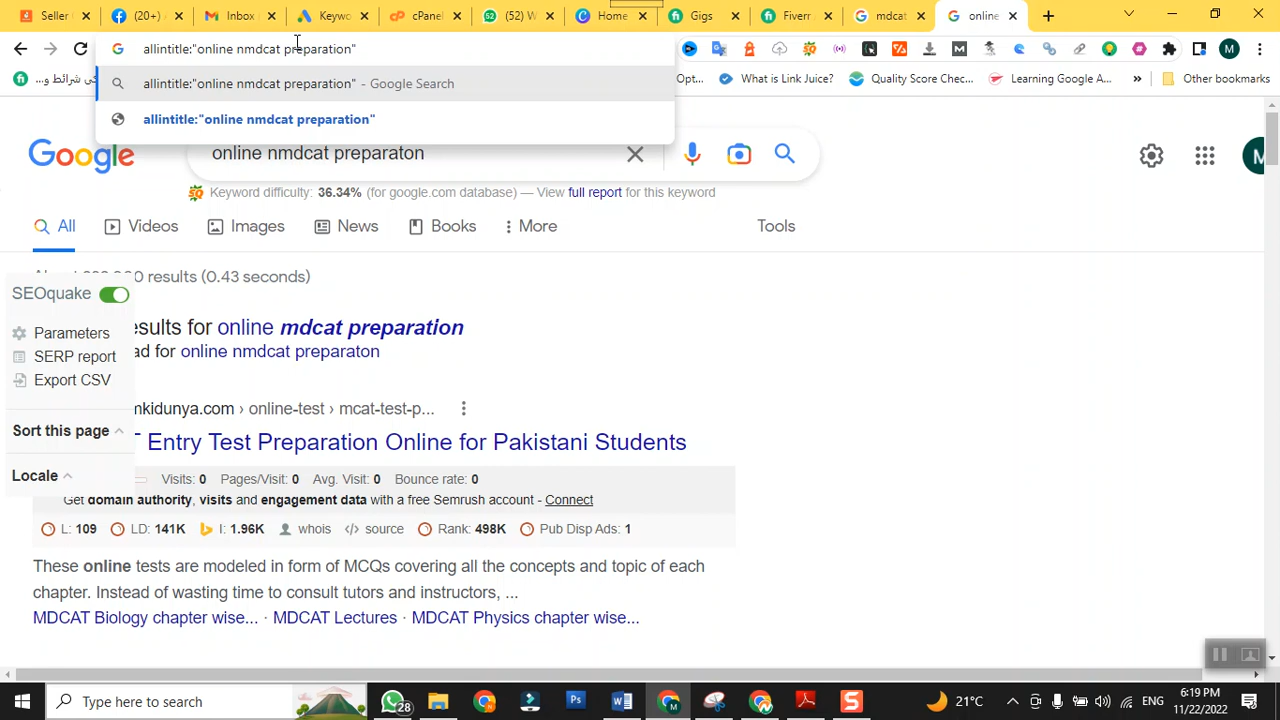 Seller (
(20+)
Inbox (
Keywo
cPanel
(52) W
Home
Gigs
Fiverr
mdcat
online
allintitle:"online nmdcat preparation"
allintitle:"online nmdcat preparation" - Google Search
allintitle:"online nmdcat preparation"
Opt...
What is Link Juice?
Quality Score Chec...
Learning Google A...
Other bookmarks
Google
online nmdcat preparaton
Keyword difficulty: 36.34% (for google.com database) — View full report for this keyword
All
Videos
Images
News
Books
More
Tools
0 results (0.43 seconds)
SEOquake
Parameters
SERP report
Export CSV
Sort this page
Locale
esults for online mdcat preparation
ad for online nmdcat preparaton
mkidunya.com › online-test › mcat-test-p...
T Entry Test Preparation Online for Pakistani Students
Visits: 0 Pages/Visit: 0 Avg. Visit: 0 Bounce rate: 0
Get domain authority, visits and engagement data with a free Semrush account - Connect
L: 109 LD: 141K I: 1.96K whois source Rank: 498K Pub Disp Ads: 1
These online tests are modeled in form of MCQs covering all the concepts and topic of each
chapter. Instead of wasting time to consult tutors and instructors, ...
MDCAT Biology chapter wise... · MDCAT Lectures · MDCAT Physics chapter wise...
Type here to search
28
21°C
ENG
6:19 PM
11/22/2022